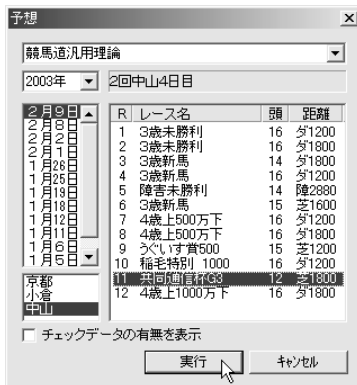 予想
競馬道汎用理論
2003年 2回中山4日目
2月9日
2月8日
2月2日
2月1日
1月26日
1月25日
1月19日
1月18日
1月12日
1月11日
1月6日
1月5日
京都
小倉
中山
R レース名 頭 距離
1 3歳未勝利 16 ダ1200
2 3歳未勝利 16 ダ1800
3 3歳新馬 14 ダ1800
4 3歳新馬 16 ダ1200
5 障害未勝利 14 障2880
6 3歳新馬 15 芝1600
7 4歳上500万下 16 ダ1200
8 4歳上500万下 16 ダ1800
9 うぐいす賞500 15 芝1200
10 稲毛特別 1000 16 ダ1200
11 共同通信杯G3 12 芝1800
12 4歳上1000万下 16 ダ1800
チェックデータの有無を表示
実行 キャンセル